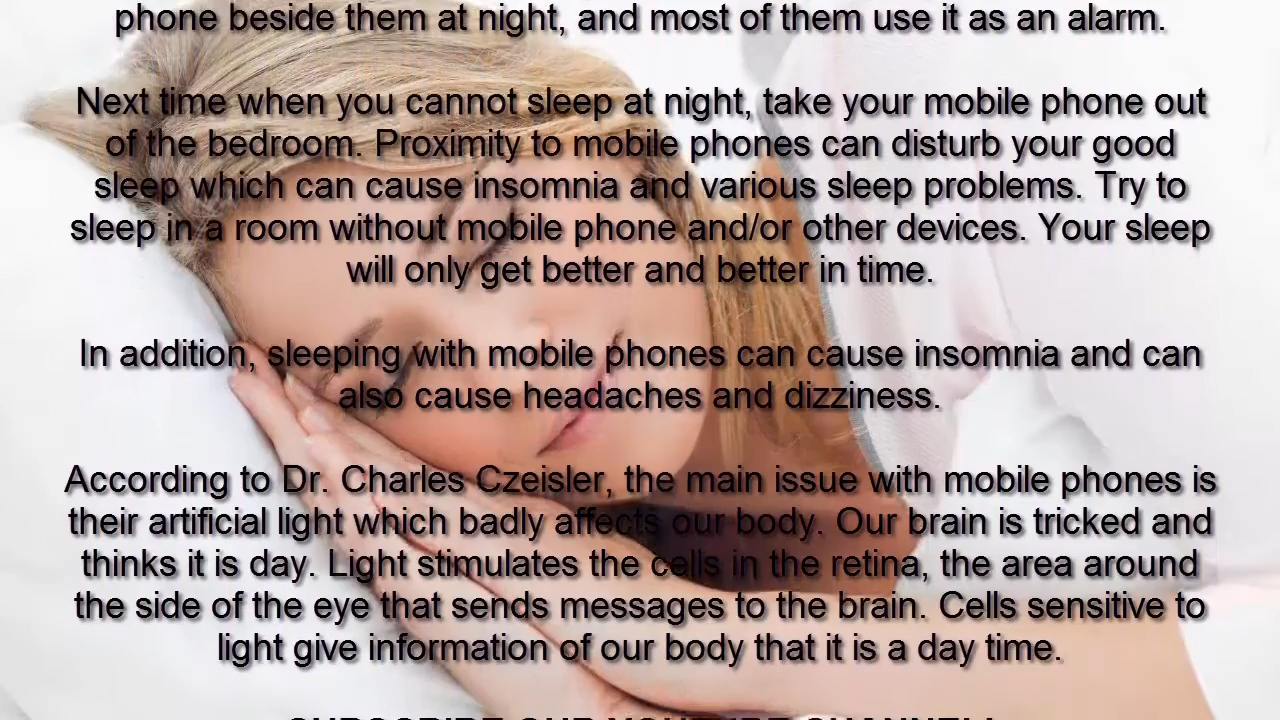 phone beside them at night, and most of them use it as an alarm.
Next time when you cannot sleep at night, take your mobile phone out
of the bedroom. Proximity to mobile phones can disturb your good
sleep which can cause insomnia and various sleep problems. Try to
sleep in a room without mobile phone and/or other devices. Your sleep
will only get better and better in time.
In addition, sleeping with mobile phones can cause insomnia and can
also cause headaches and dizziness.
According to Dr. Charles Czeisler, the main issue with mobile phones is
their artificial light which badly affects our body. Our brain is tricked and
thinks it is day. Light stimulates the cells in the retina, the area around
the side of the eye that sends messages to the brain. Cells sensitive to
light give information of our body that it is a day time.
SUBSCRIBE OUR YOUTUBE CHANNEL!